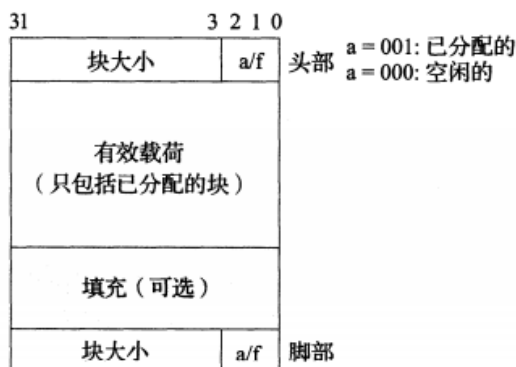 31 3 2 1 0
块大小 a/f 头部 a = 001: 已分配的
a = 000: 空闲的
有效载荷
（只包括已分配的块）
填充（可选）
块大小 a/f 脚部